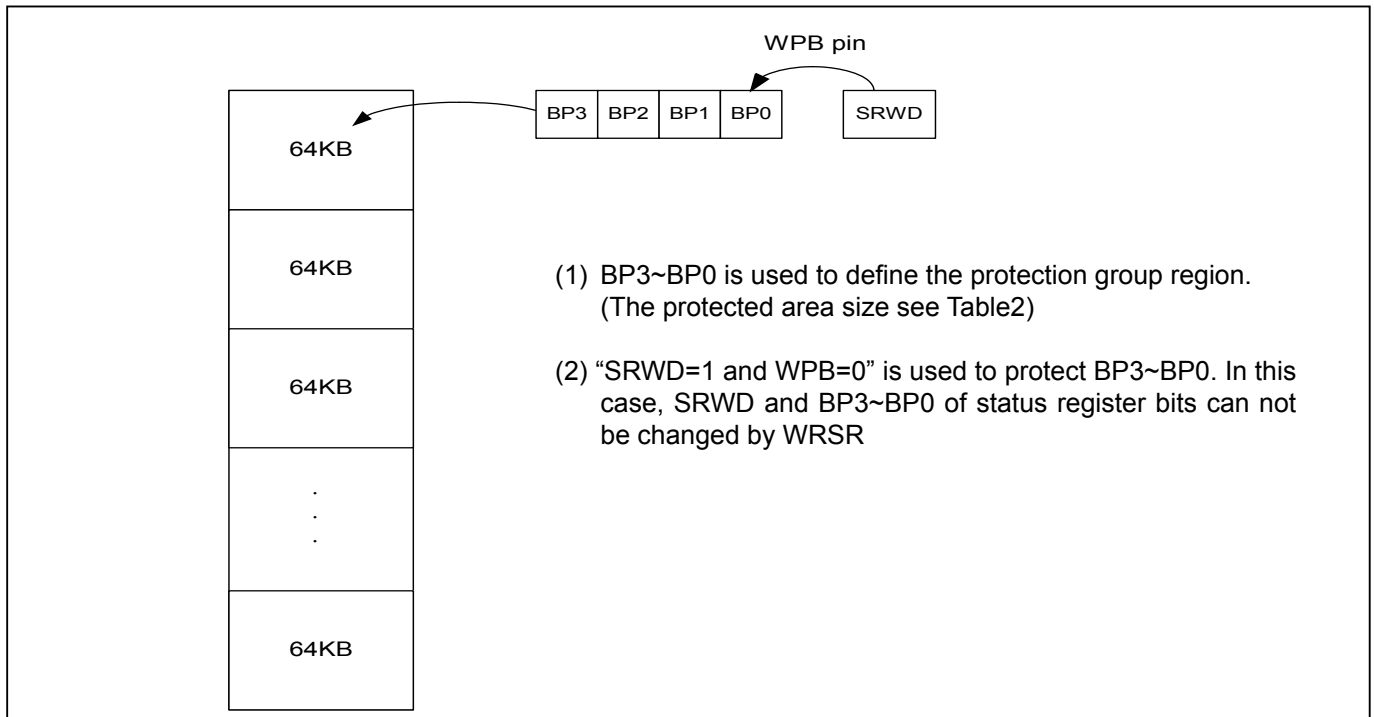 WPB pin
BP3 BP2 BP1 BP0 SRWD
64KB
64KB
64KB
.
.
.
64KB
(1) BP3~BP0 is used to define the protection group region.
(The protected area size see Table2)
(2) “SRWD=1 and WPB=0” is used to protect BP3~BP0. In this
case, SRWD and BP3~BP0 of status register bits can not
be changed by WRSR